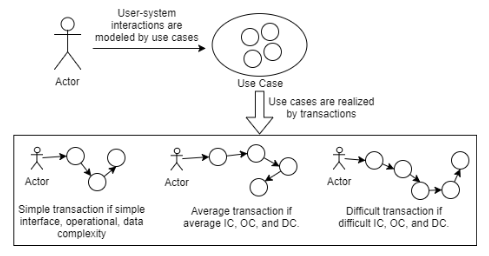 User-system
interactions are
modeled by use cases
Actor
Use Case
Use cases are realized
by transactions
Actor
Simple transaction if simple
interface, operational, data
complexity
Actor
Average transaction if
average IC, OC, and DC.
Actor
Difficult transaction if
difficult IC, OC, and DC.